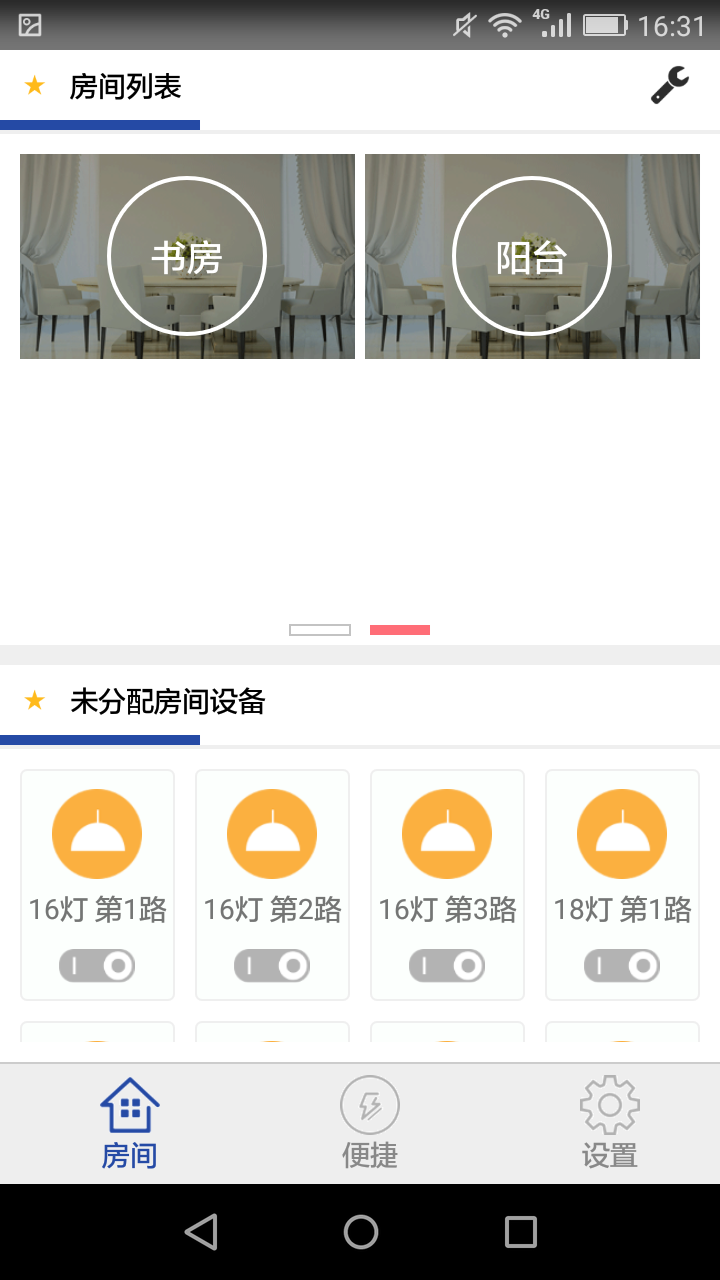 4G 16:31
房间列表
书房 阳台
未分配房间设备
16灯 第1路 16灯 第2路 16灯 第3路 18灯 第1路
房间 便捷 设置